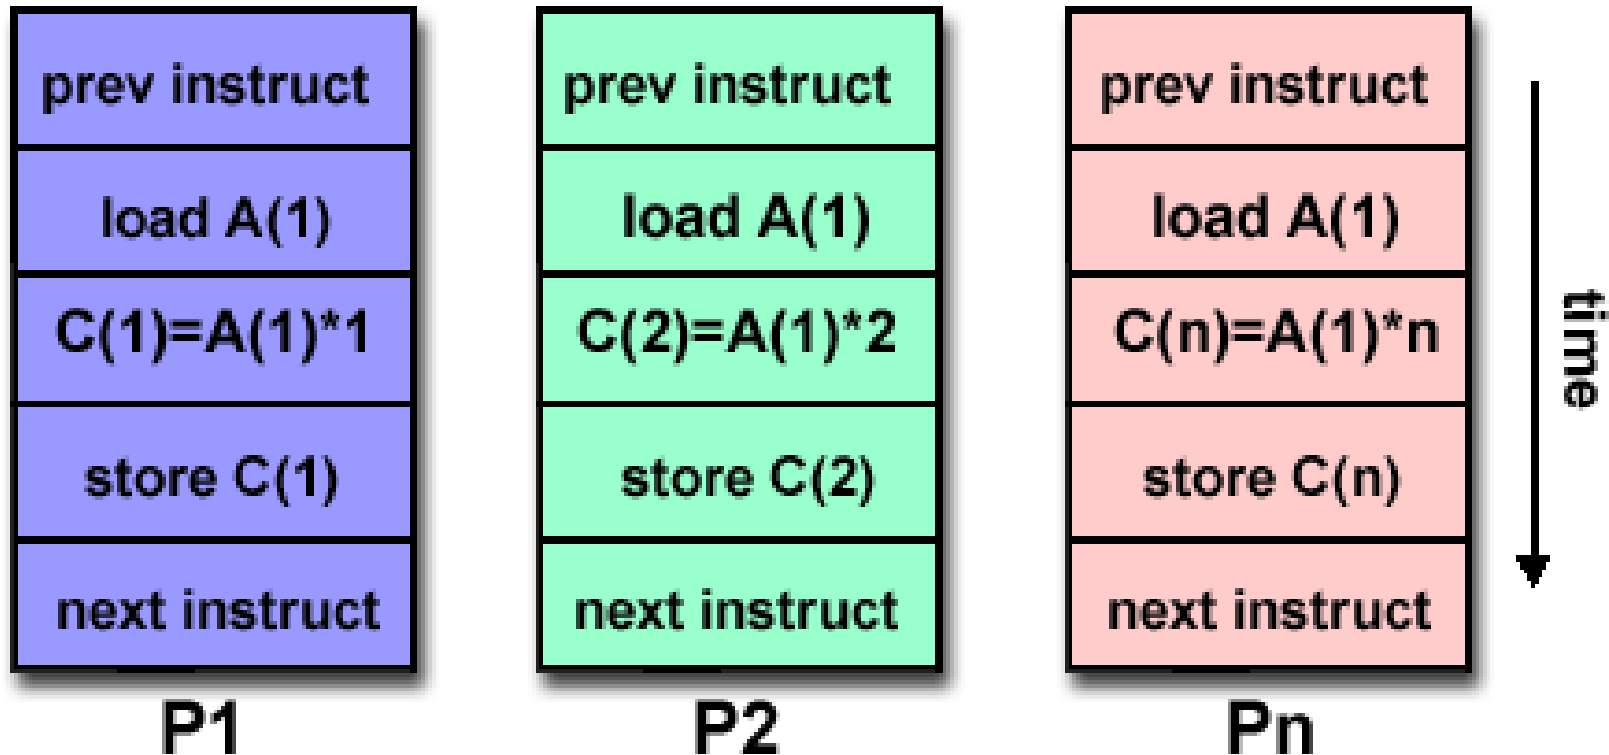 prev instruct
load A(1)
C(1)=A(1)*1
store C(1)
next instruct
P1
prev instruct
load A(1)
C(2)=A(1)*2
store C(2)
next instruct
P2
prev instruct
load A(1)
C(n)=A(1)*n
store C(n)
next instruct
Pn
time